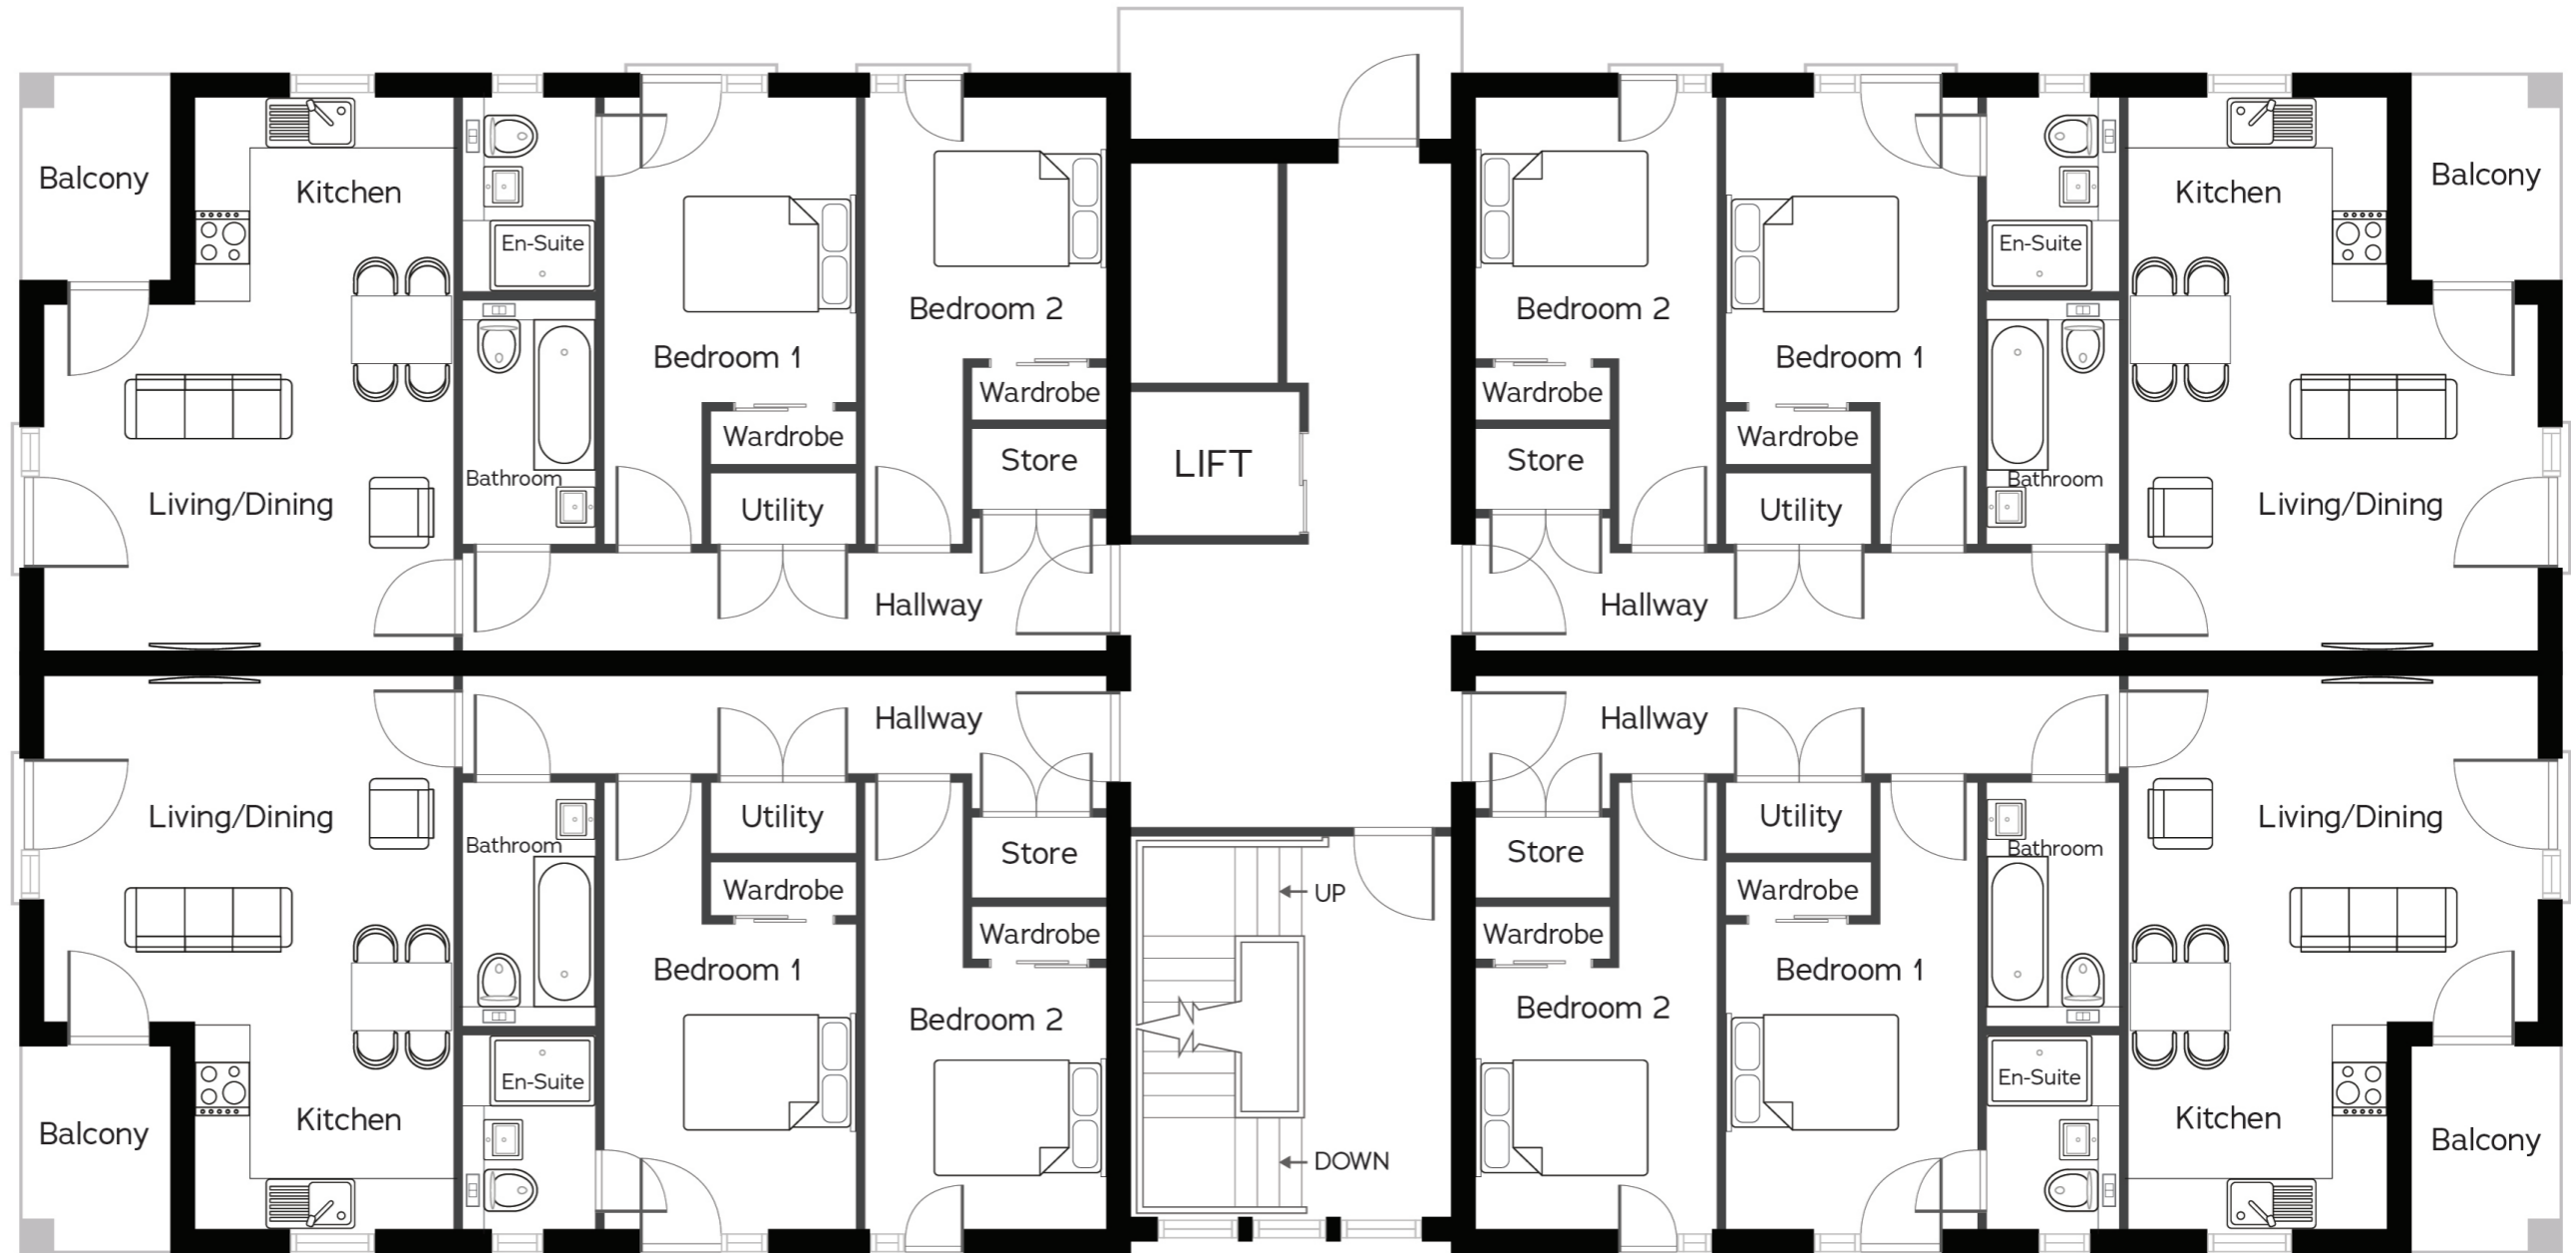 Balcony
Kitchen
En-Suite
Bedroom 1
Bedroom 2
Wardrobe
Wardrobe
Store
Utility
Bathroom
Living/Dining
Hallway
LIFT
Bedroom 2
Bedroom 1
En-Suite
Kitchen
Balcony
Wardrobe
Wardrobe
Store
Utility
Bathroom
Living/Dining
Hallway
Hallway
Living/Dining
Bathroom
Utility
Store
Wardrobe
Wardrobe
Bedroom 1
Bedroom 2
En-Suite
Kitchen
Balcony
UP
DOWN
Hallway
Living/Dining
Bathroom
Utility
Store
Wardrobe
Wardrobe
Bedroom 2
Bedroom 1
En-Suite
Kitchen
Balcony